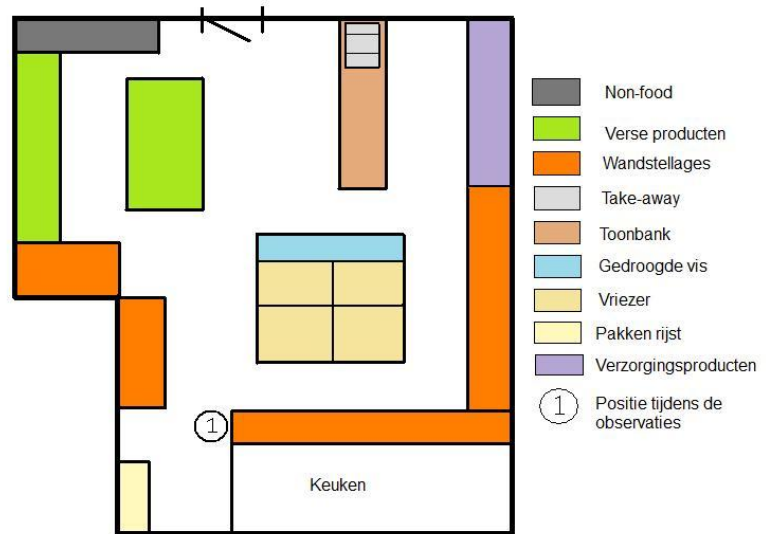 Non-food
Verse producten
Wandstellages
Take-away
Toonbank
Gedroogde vis
Vriezer
Pakken rijst
Verzorgingsproducten
1
Positie tijdens de
observaties
1
Keuken